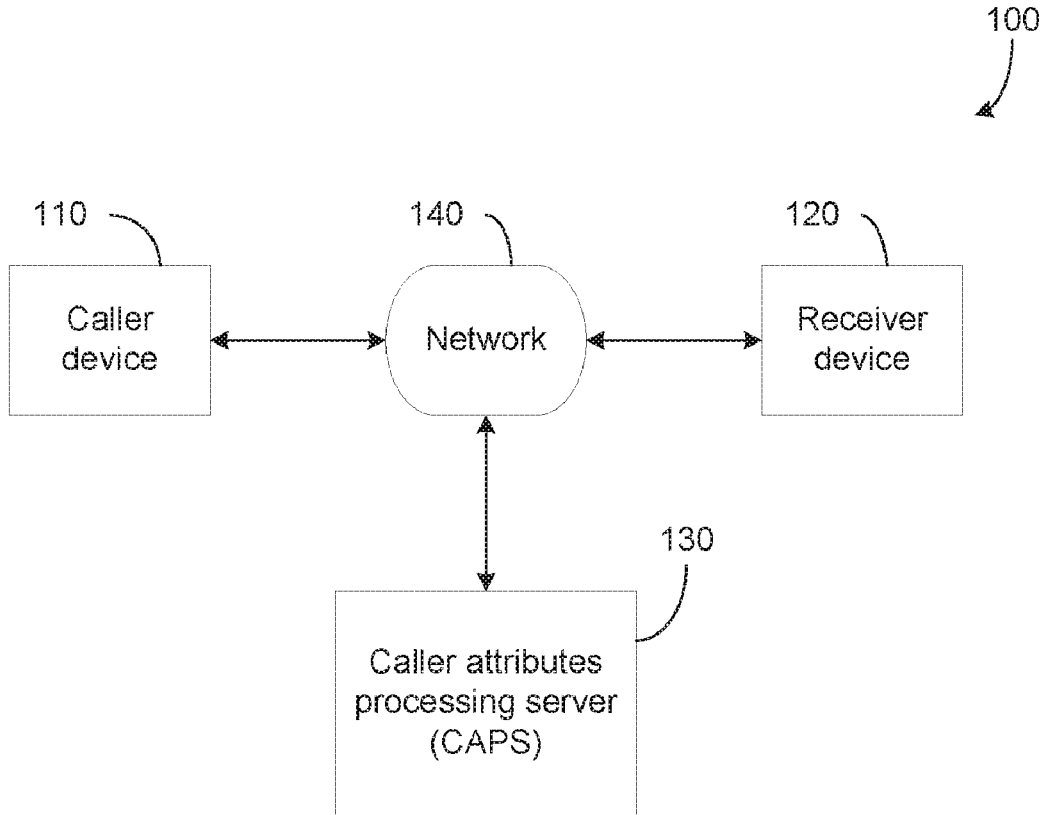 100
110
140
120
Caller
device
Network
Receiver
device
130
Caller attributes
processing server
(CAPS)